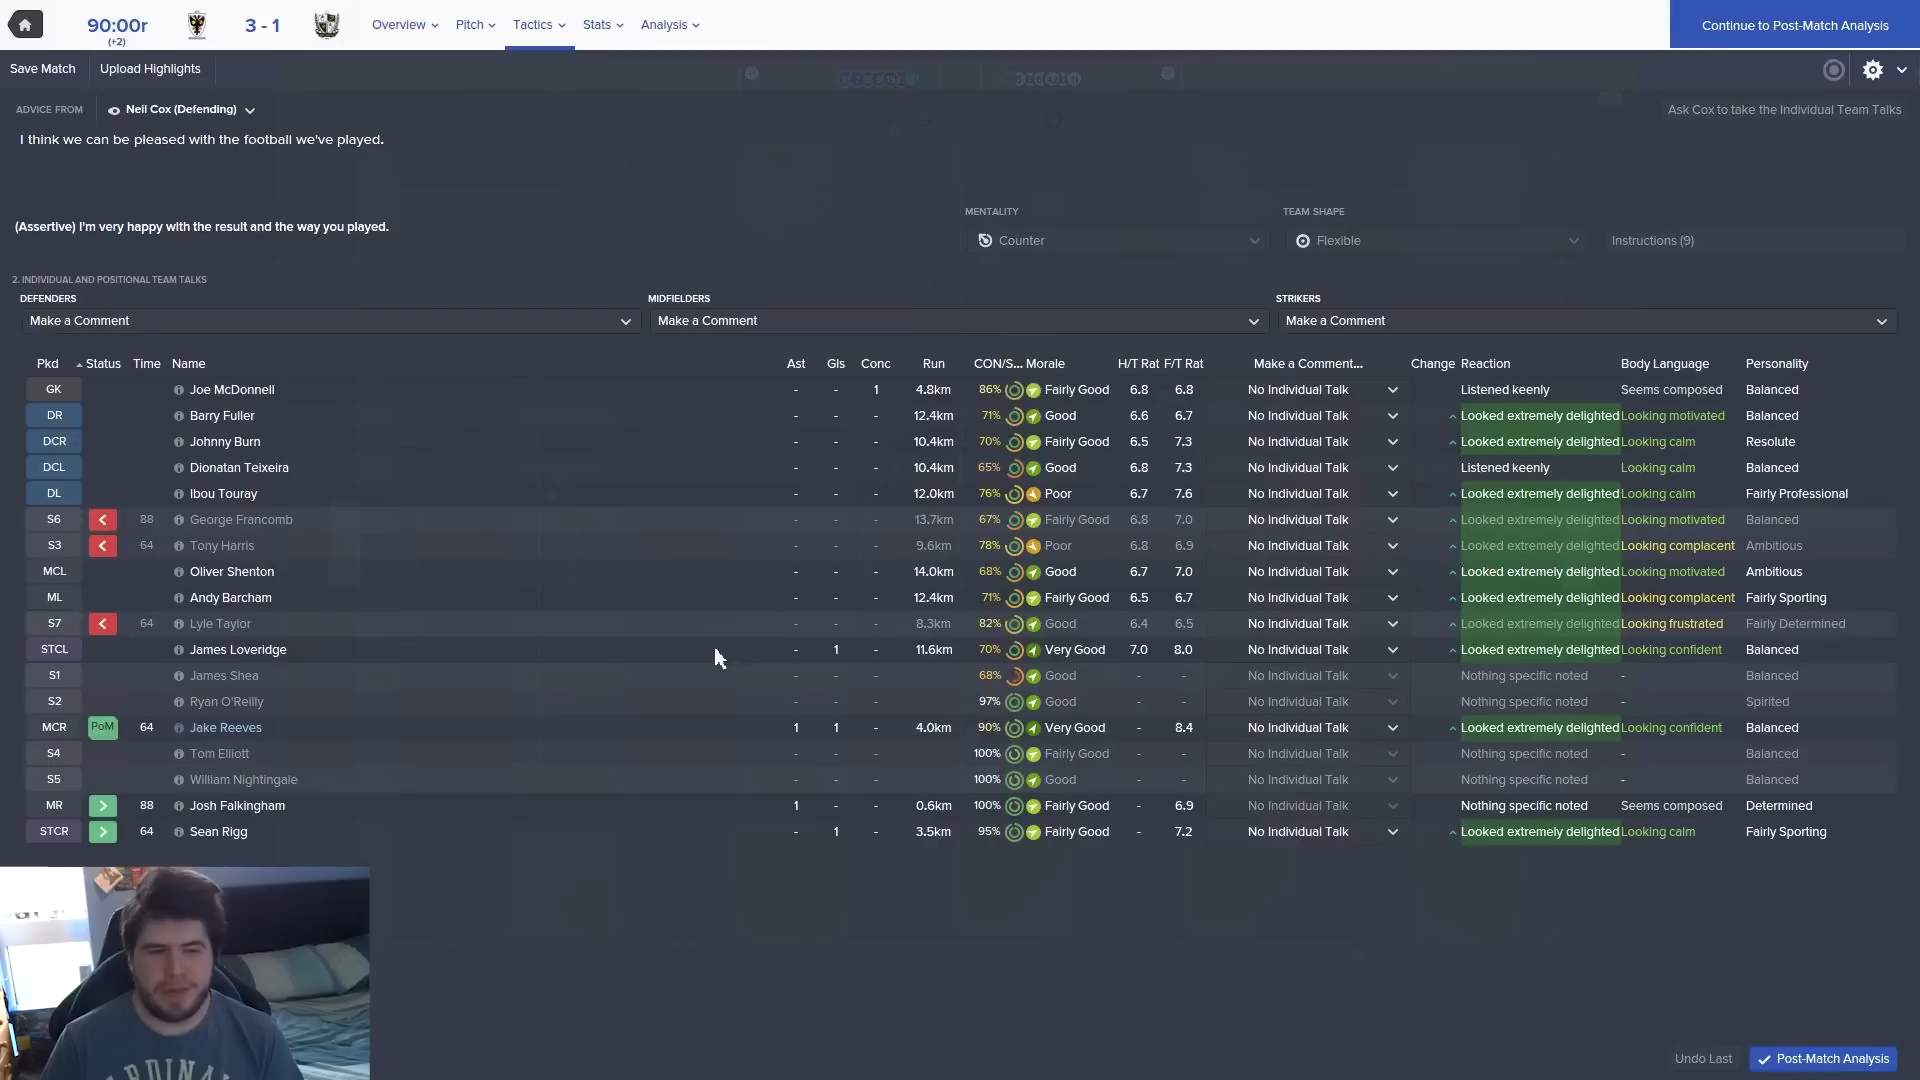 90:00r
(+2)
3 - 1
Overview Pitch Tactics Stats Analysis
Continue to Post-Match Analysis
Save Match Upload Highlights
ADVICE FROM Neil Cox (Defending)
Ask Cox to take the Individual Team Talks
I think we can be pleased with the football we've played.
MENTALITY TEAM SHAPE
(Assertive) I'm very happy with the result and the way you played.
Counter Flexible Instructions (9)
2. INDIVIDUAL AND POSITIONAL TEAM TALKS
DEFENDERS MIDFIELDERS STRIKERS
Make a Comment Make a Comment Make a Comment
Pkd Status Time Name Ast Gls Conc Run CON/S... Morale H/T Rat F/T Rat Make a Comment... Change Reaction Body Language Personality
GK Joe McDonnell - - 1 4.8km 86% Fairly Good 6.8 6.8 No Individual Talk Listened keenly Seems composed Balanced
DR Barry Fuller - - - 12.4km 71% Good 6.6 6.7 No Individual Talk Looked extremely delighted Looking motivated Balanced
DCR Johnny Burn - - - 10.4km 70% Fairly Good 6.5 7.3 No Individual Talk Looked extremely delighted Looking calm Resolute
DCL Dionatan Teixeira - - - 10.4km 65% Good 6.8 7.3 No Individual Talk Listened keenly Looking calm Balanced
DL Ibou Touray - - - 12.0km 76% Poor 6.7 7.6 No Individual Talk Looked extremely delighted Looking calm Fairly Professional
S6 88 George Francomb - - - 13.7km 67% Fairly Good 6.8 7.0 No Individual Talk Looked extremely delighted Looking motivated Balanced
S3 64 Tony Harris - - - 9.6km 78% Poor 6.8 6.9 No Individual Talk Looked extremely delighted Looking complacent Ambitious
MCL Oliver Shenton - - - 14.0km 68% Good 6.7 7.0 No Individual Talk Looked extremely delighted Looking motivated Ambitious
ML Andy Barcham - - - 12.4km 71% Fairly Good 6.5 6.7 No Individual Talk Looked extremely delighted Looking complacent Fairly Sporting
S7 64 Lyle Taylor - - - 8.3km 82% Good 6.4 6.5 No Individual Talk Looked extremely delighted Looking frustrated Fairly Determined
STCL James Loveridge - 1 - 11.6km 70% Very Good 7.0 8.0 No Individual Talk Looked extremely delighted Looking confident Balanced
S1 James Shea - - - - 68% Good - - No Individual Talk Nothing specific noted - Balanced
S2 Ryan O'Reilly - - - - 97% Good - - No Individual Talk Nothing specific noted - Spirited
MCR PoM 64 Jake Reeves 1 1 - 4.0km 90% Very Good - 8.4 No Individual Talk Looked extremely delighted Looking confident Balanced
S4 Tom Elliott - - - - 100% Fairly Good - - No Individual Talk Nothing specific noted - Balanced
S5 William Nightingale - - - - 100% Good - - No Individual Talk Nothing specific noted - Balanced
MR 88 Josh Falkingham 1 - - 0.6km 100% Fairly Good - 6.9 No Individual Talk Nothing specific noted Seems composed Determined
STCR 64 Sean Rigg - 1 - 3.5km 95% Fairly Good - 7.2 No Individual Talk Looked extremely delighted Looking calm Fairly Sporting
Undo Last Post-Match Analysis